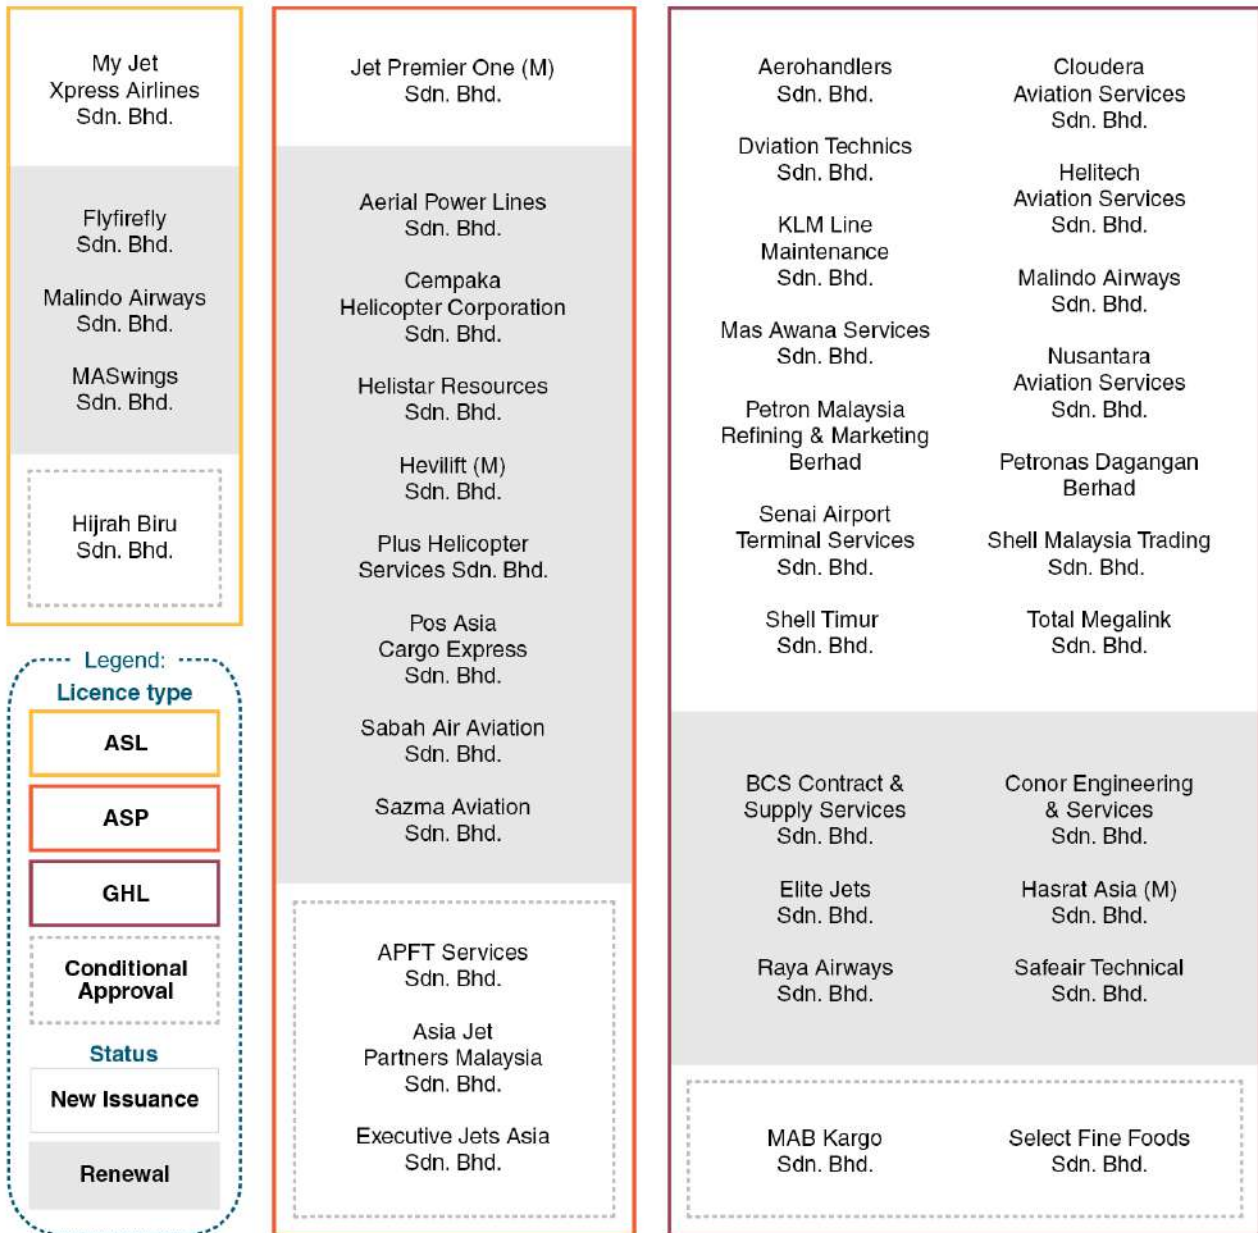 My Jet
Xpress Airlines
Sdn. Bhd.
Flyfirefly
Sdn. Bhd.
Malindo Airways
Sdn. Bhd.
MASwings
Sdn. Bhd.
Hijrah Biru
Sdn. Bhd.
Legend:
Licence type
ASL
ASP
GHL
Conditional
Approval
Status
New Issuance
Renewal
Jet Premier One (M)
Sdn. Bhd.
Aerial Power Lines
Sdn. Bhd.
Cempaka
Helicopter Corporation
Sdn. Bhd.
Helistar Resources
Sdn. Bhd.
Hevilift (M)
Sdn. Bhd.
Plus Helicopter
Services Sdn. Bhd.
Pos Asia
Cargo Express
Sdn. Bhd.
Sabah Air Aviation
Sdn. Bhd.
Sazma Aviation
Sdn. Bhd.
APFT Services
Sdn. Bhd.
Asia Jet
Partners Malaysia
Sdn. Bhd.
Executive Jets Asia
Sdn. Bhd.
Aerohandlers
Sdn. Bhd.
Dviation Technics
Sdn. Bhd.
KLM Line
Maintenance
Sdn. Bhd.
Mas Awana Services
Sdn. Bhd.
Petron Malaysia
Refining & Marketing
Berhad
Senai Airport
Terminal Services
Sdn. Bhd.
Shell Timur
Sdn. Bhd.
Cloudera
Aviation Services
Sdn. Bhd.
Helitech
Aviation Services
Sdn. Bhd.
Malindo Airways
Sdn. Bhd.
Nusantara
Aviation Services
Sdn. Bhd.
Petronas Dagangan
Berhad
Shell Malaysia Trading
Sdn. Bhd.
Total Megalink
Sdn. Bhd.
BCS Contract &
Supply Services
Sdn. Bhd.
Elite Jets
Sdn. Bhd.
Raya Airways
Sdn. Bhd.
Conor Engineering
& Services
Sdn. Bhd.
Hasrat Asia (M)
Sdn. Bhd.
Safeair Technical
Sdn. Bhd.
MAB Kargo
Sdn. Bhd.
Select Fine Foods
Sdn. Bhd.